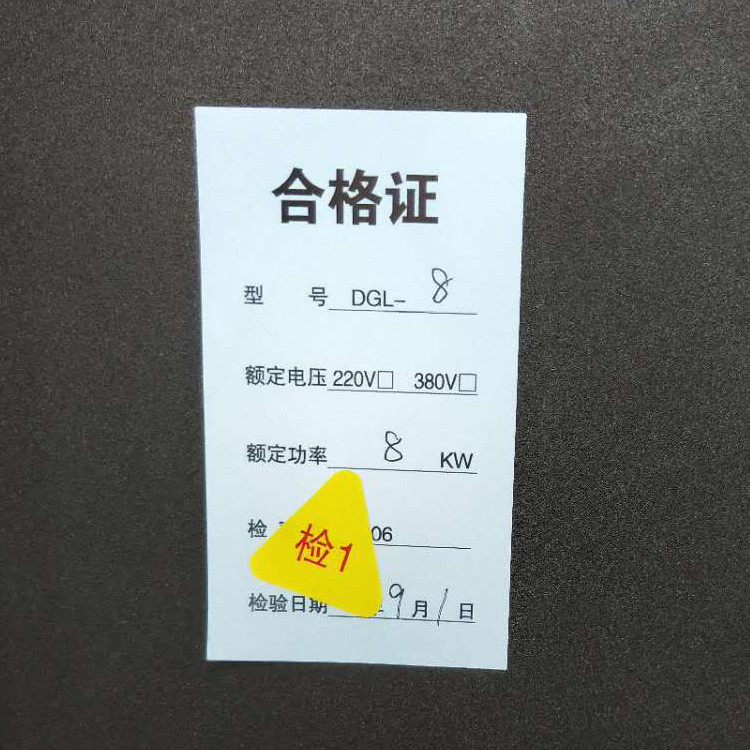 合格证
型 号 DGL- 8
额定电压 220V□ 380V□
额定功率 8 KW
检 06
检1
检验日期 9月1日